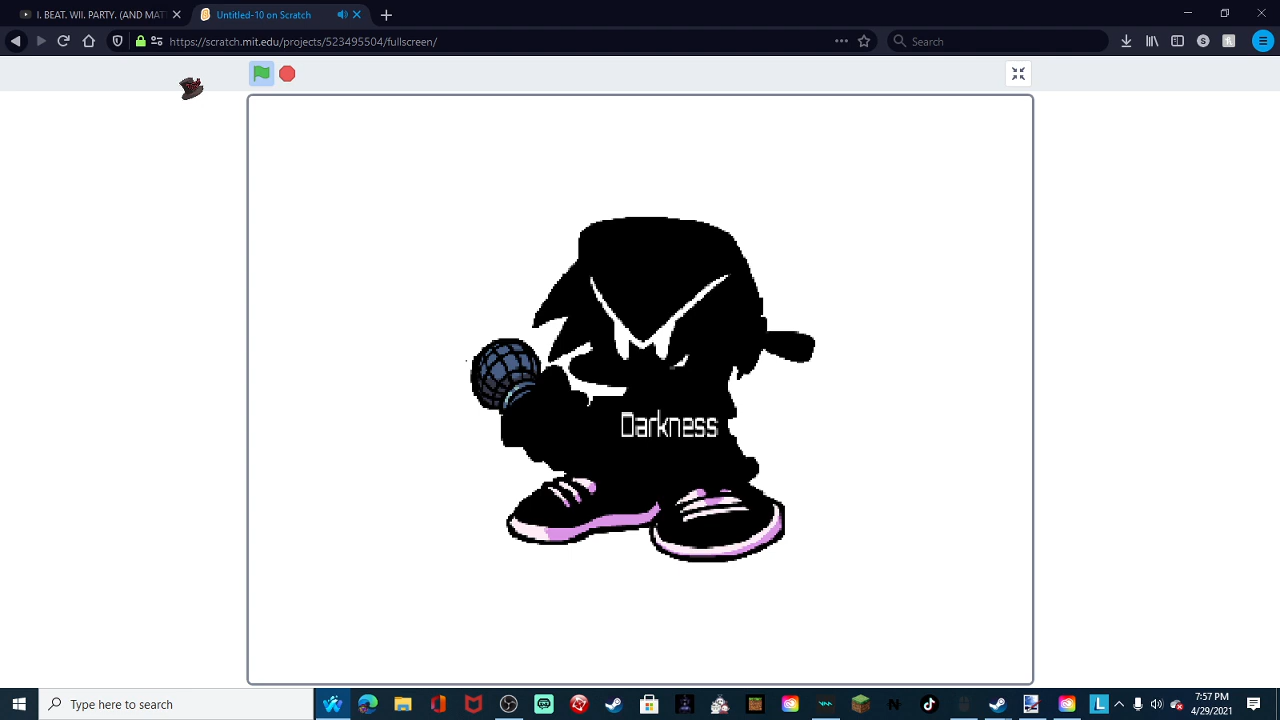 I. BEAT. WII. PARTY. (AND MAT
Untitled-10 on Scratch
https://scratch.mit.edu/projects/523495504/fullscreen/
Search
Darkness
Type here to search
7:57 PM
4/29/2021